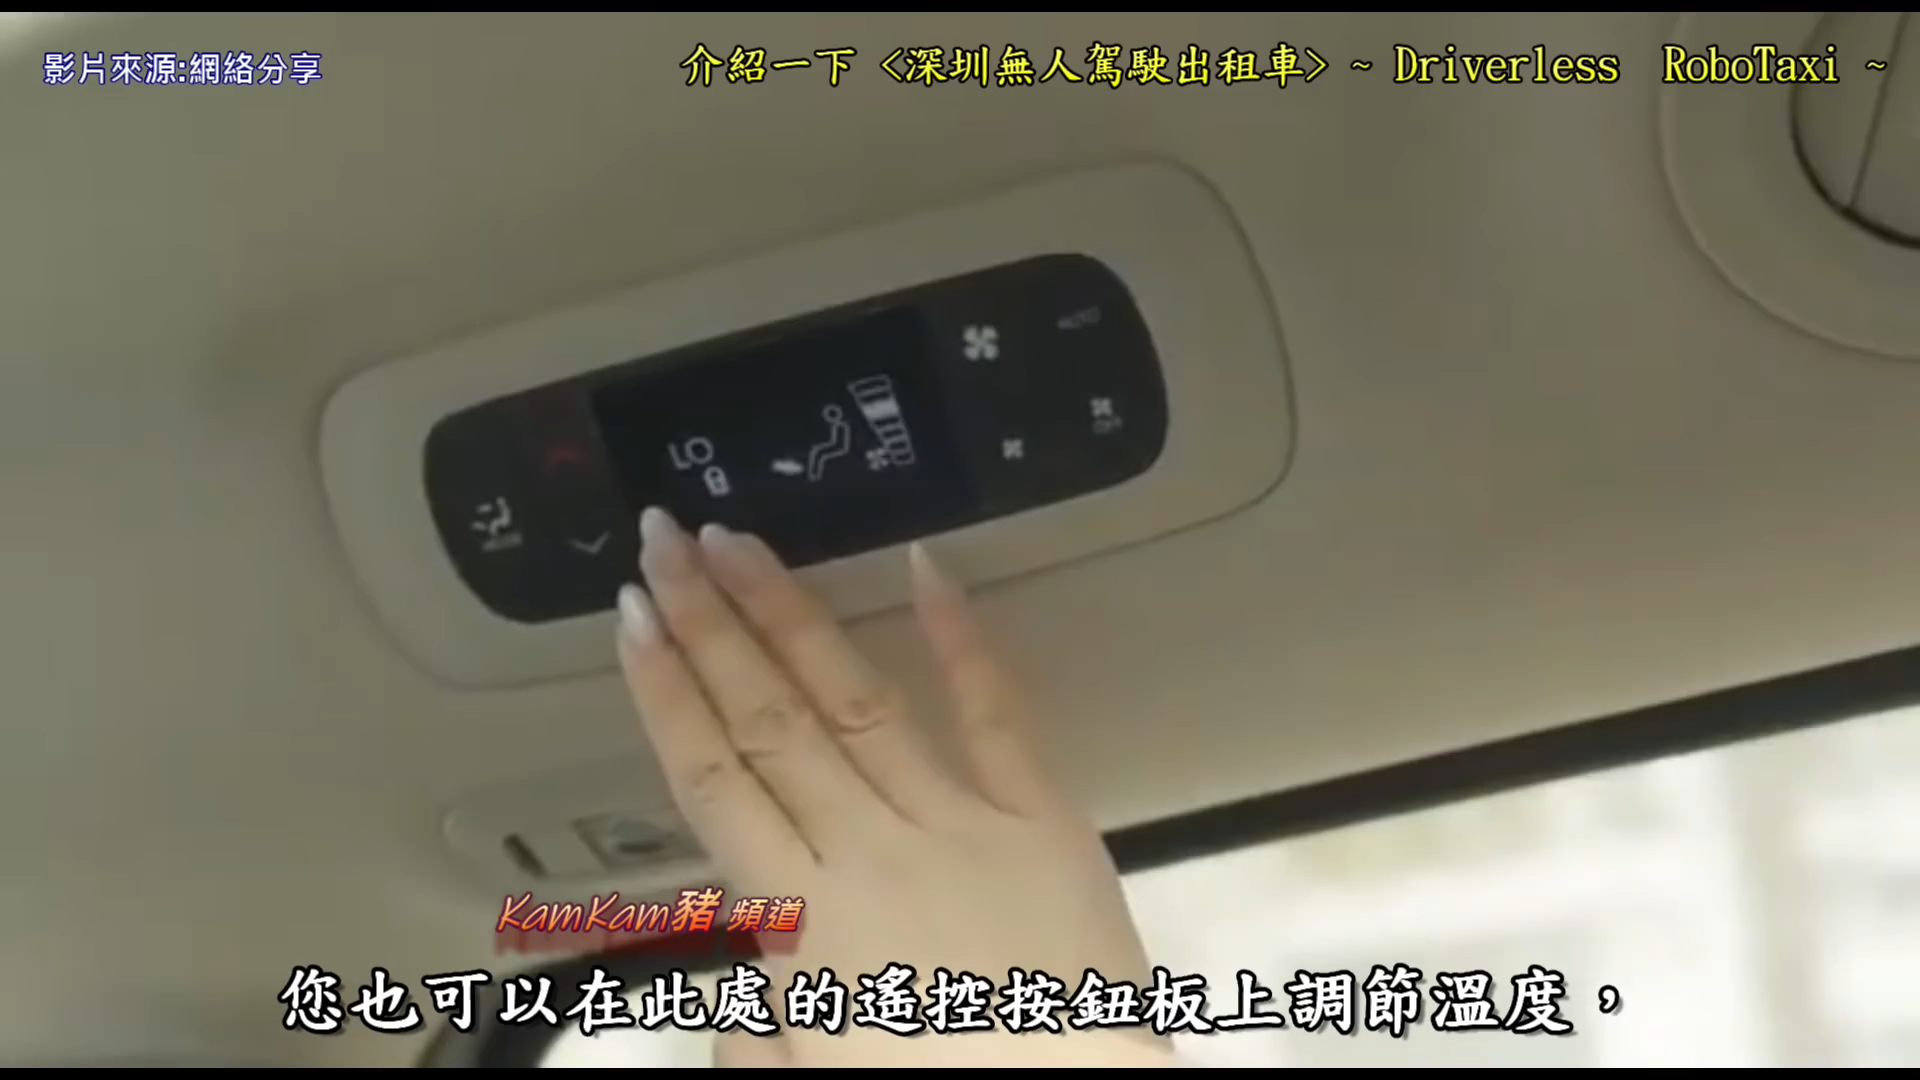 影片來源:網絡分享
介紹一下 <深圳無人駕駛出租車> ~ Driverless RoboTaxi ~
AUTO
LO
OFF
KamKam豬 頻道
您也可以在此處的遙控按鈕板上調節溫度，